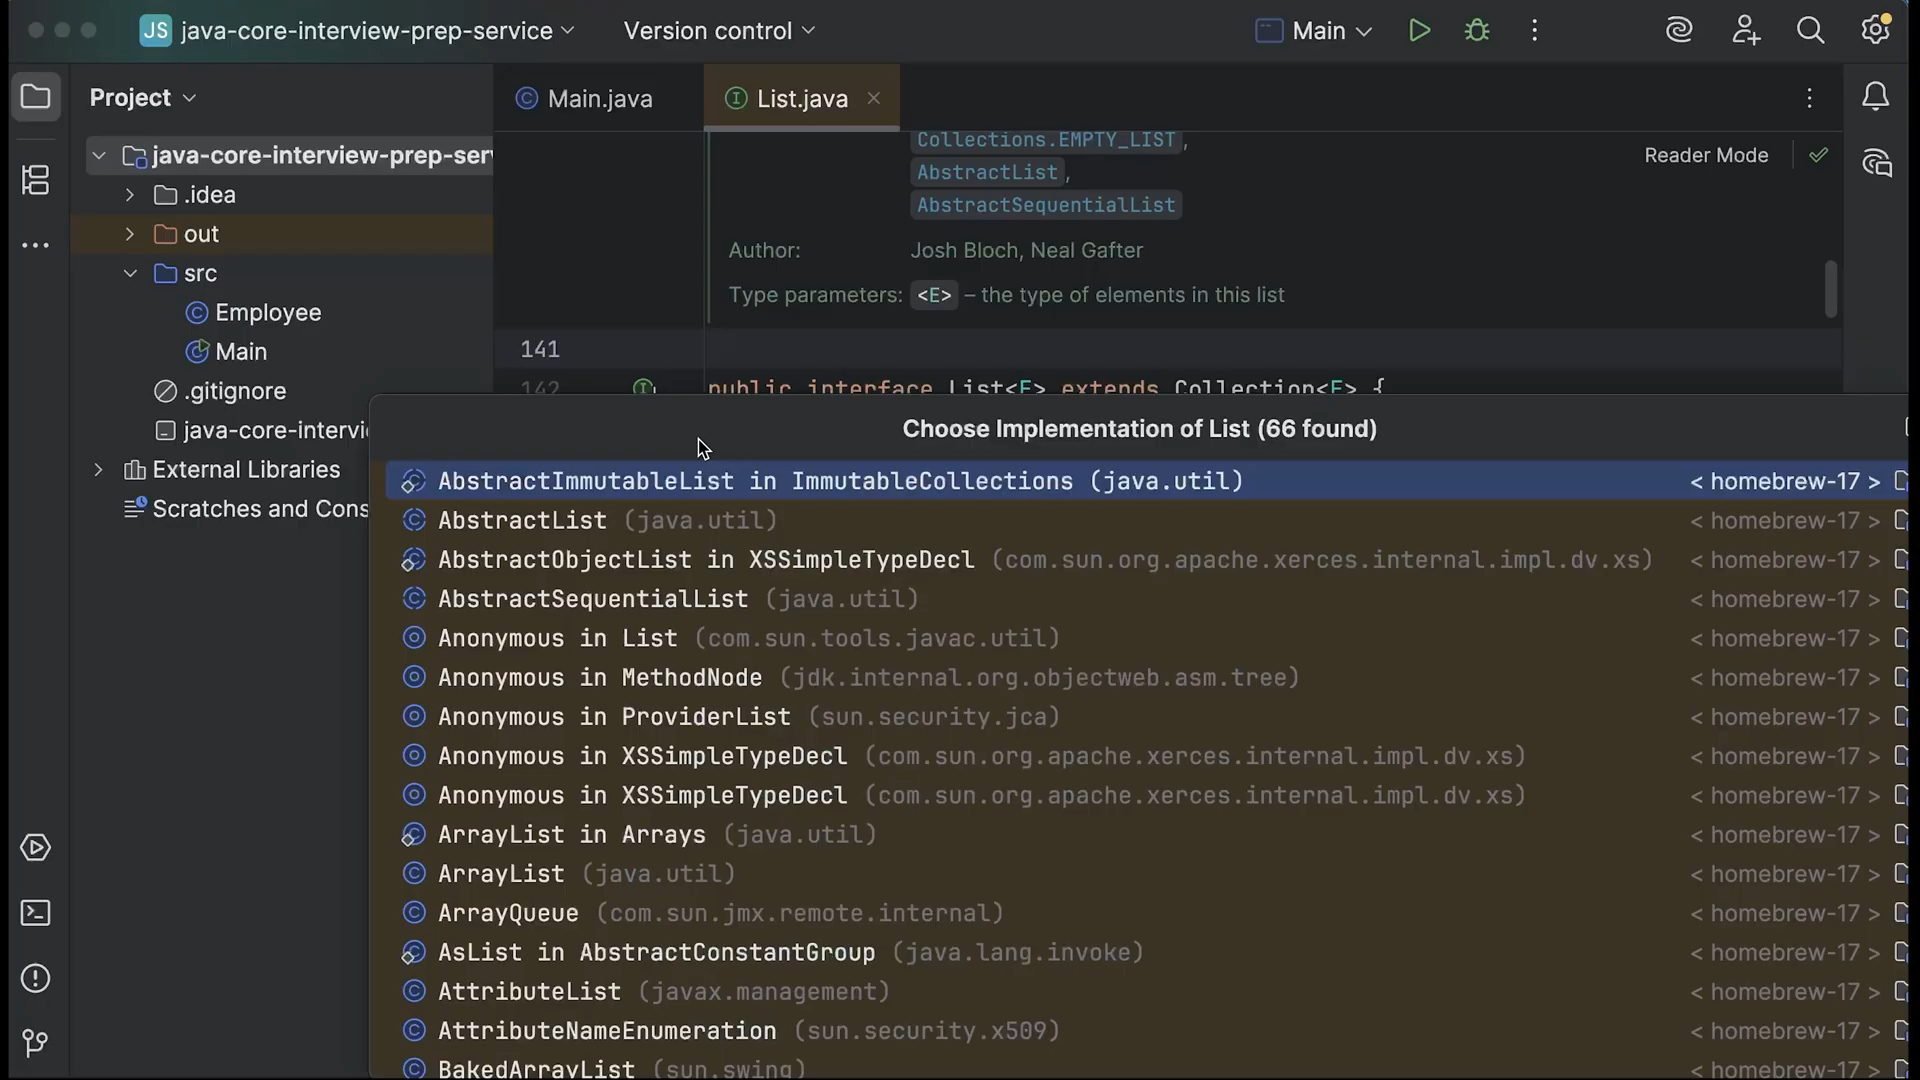 JS java-core-interview-prep-service Version control Main
Project
Main.java List.java
java-core-interview-prep-ser
.idea
out
src
Employee
Main
.gitignore
java-core-intervi
External Libraries
Scratches and Cons
Collections.EMPTY_LIST,
AbstractList,
AbstractSequentialList
Reader Mode
Author: Josh Bloch, Neal Gafter
Type parameters: <E> – the type of elements in this list
141
142 public interface List<E> extends Collection<E> {
Choose Implementation of List (66 found)
AbstractImmutableList in ImmutableCollections (java.util) < homebrew-17 >
AbstractList (java.util) < homebrew-17 >
AbstractObjectList in XSSimpleTypeDecl (com.sun.org.apache.xerces.internal.impl.dv.xs) < homebrew-17 >
AbstractSequentialList (java.util) < homebrew-17 >
Anonymous in List (com.sun.tools.javac.util) < homebrew-17 >
Anonymous in MethodNode (jdk.internal.org.objectweb.asm.tree) < homebrew-17 >
Anonymous in ProviderList (sun.security.jca) < homebrew-17 >
Anonymous in XSSimpleTypeDecl (com.sun.org.apache.xerces.internal.impl.dv.xs) < homebrew-17 >
Anonymous in XSSimpleTypeDecl (com.sun.org.apache.xerces.internal.impl.dv.xs) < homebrew-17 >
ArrayList in Arrays (java.util) < homebrew-17 >
ArrayList (java.util) < homebrew-17 >
ArrayQueue (com.sun.jmx.remote.internal) < homebrew-17 >
AsList in AbstractConstantGroup (java.lang.invoke) < homebrew-17 >
AttributeList (javax.management) < homebrew-17 >
AttributeNameEnumeration (sun.security.x509) < homebrew-17 >
BakedArrayList (sun.swing) < homebrew-17 >